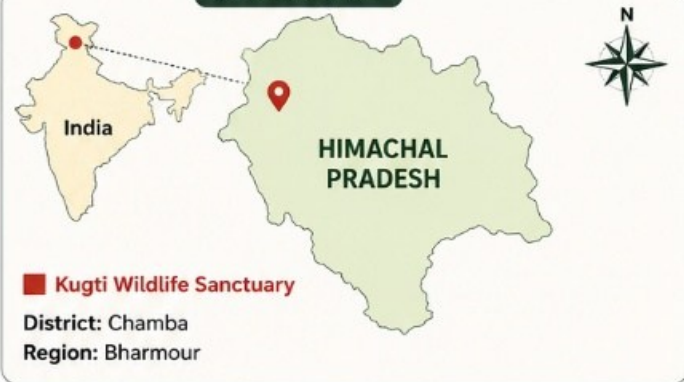 N
India
HIMACHAL
PRADESH
Kugti Wildlife Sanctuary
District: Chamba
Region: Bharmour